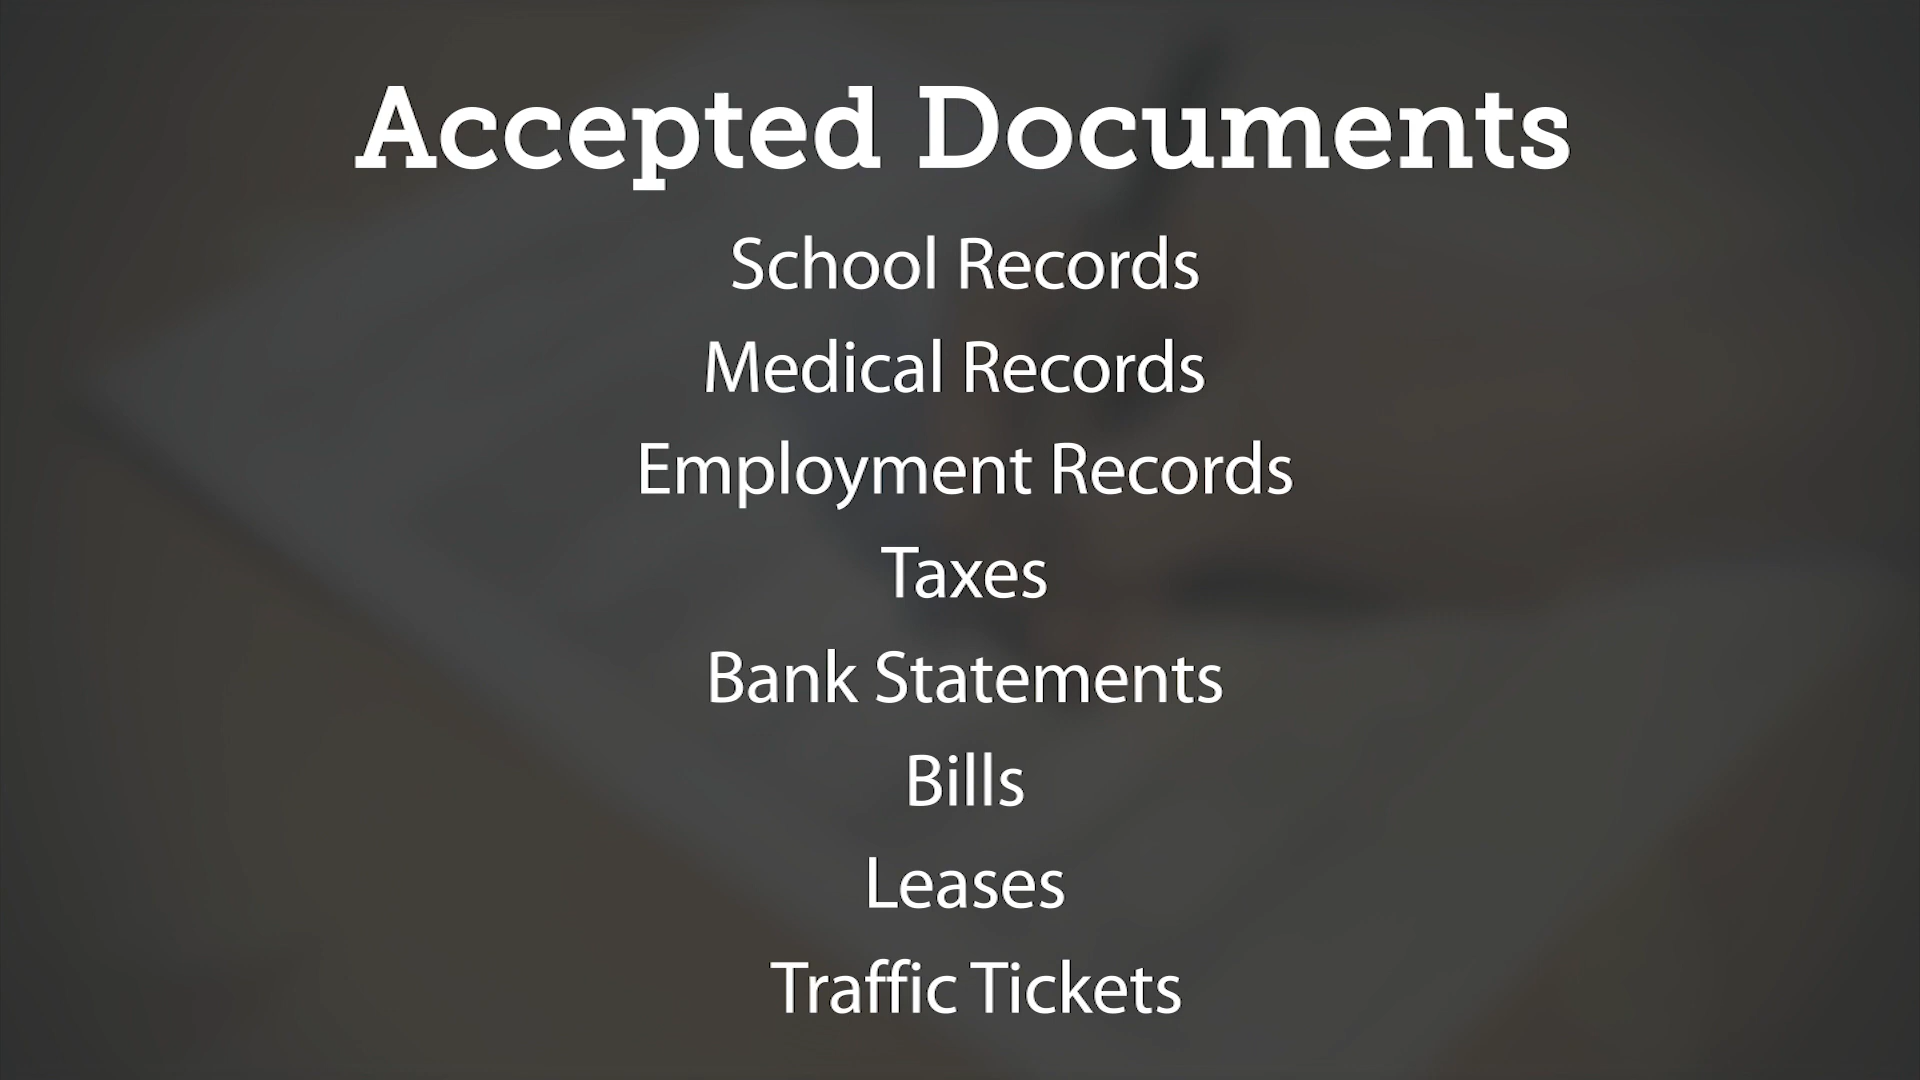 Accepted Documents
School Records
Medical Records
Employment Records
Taxes
Bank Statements
Bills
Leases
Traffic Tickets